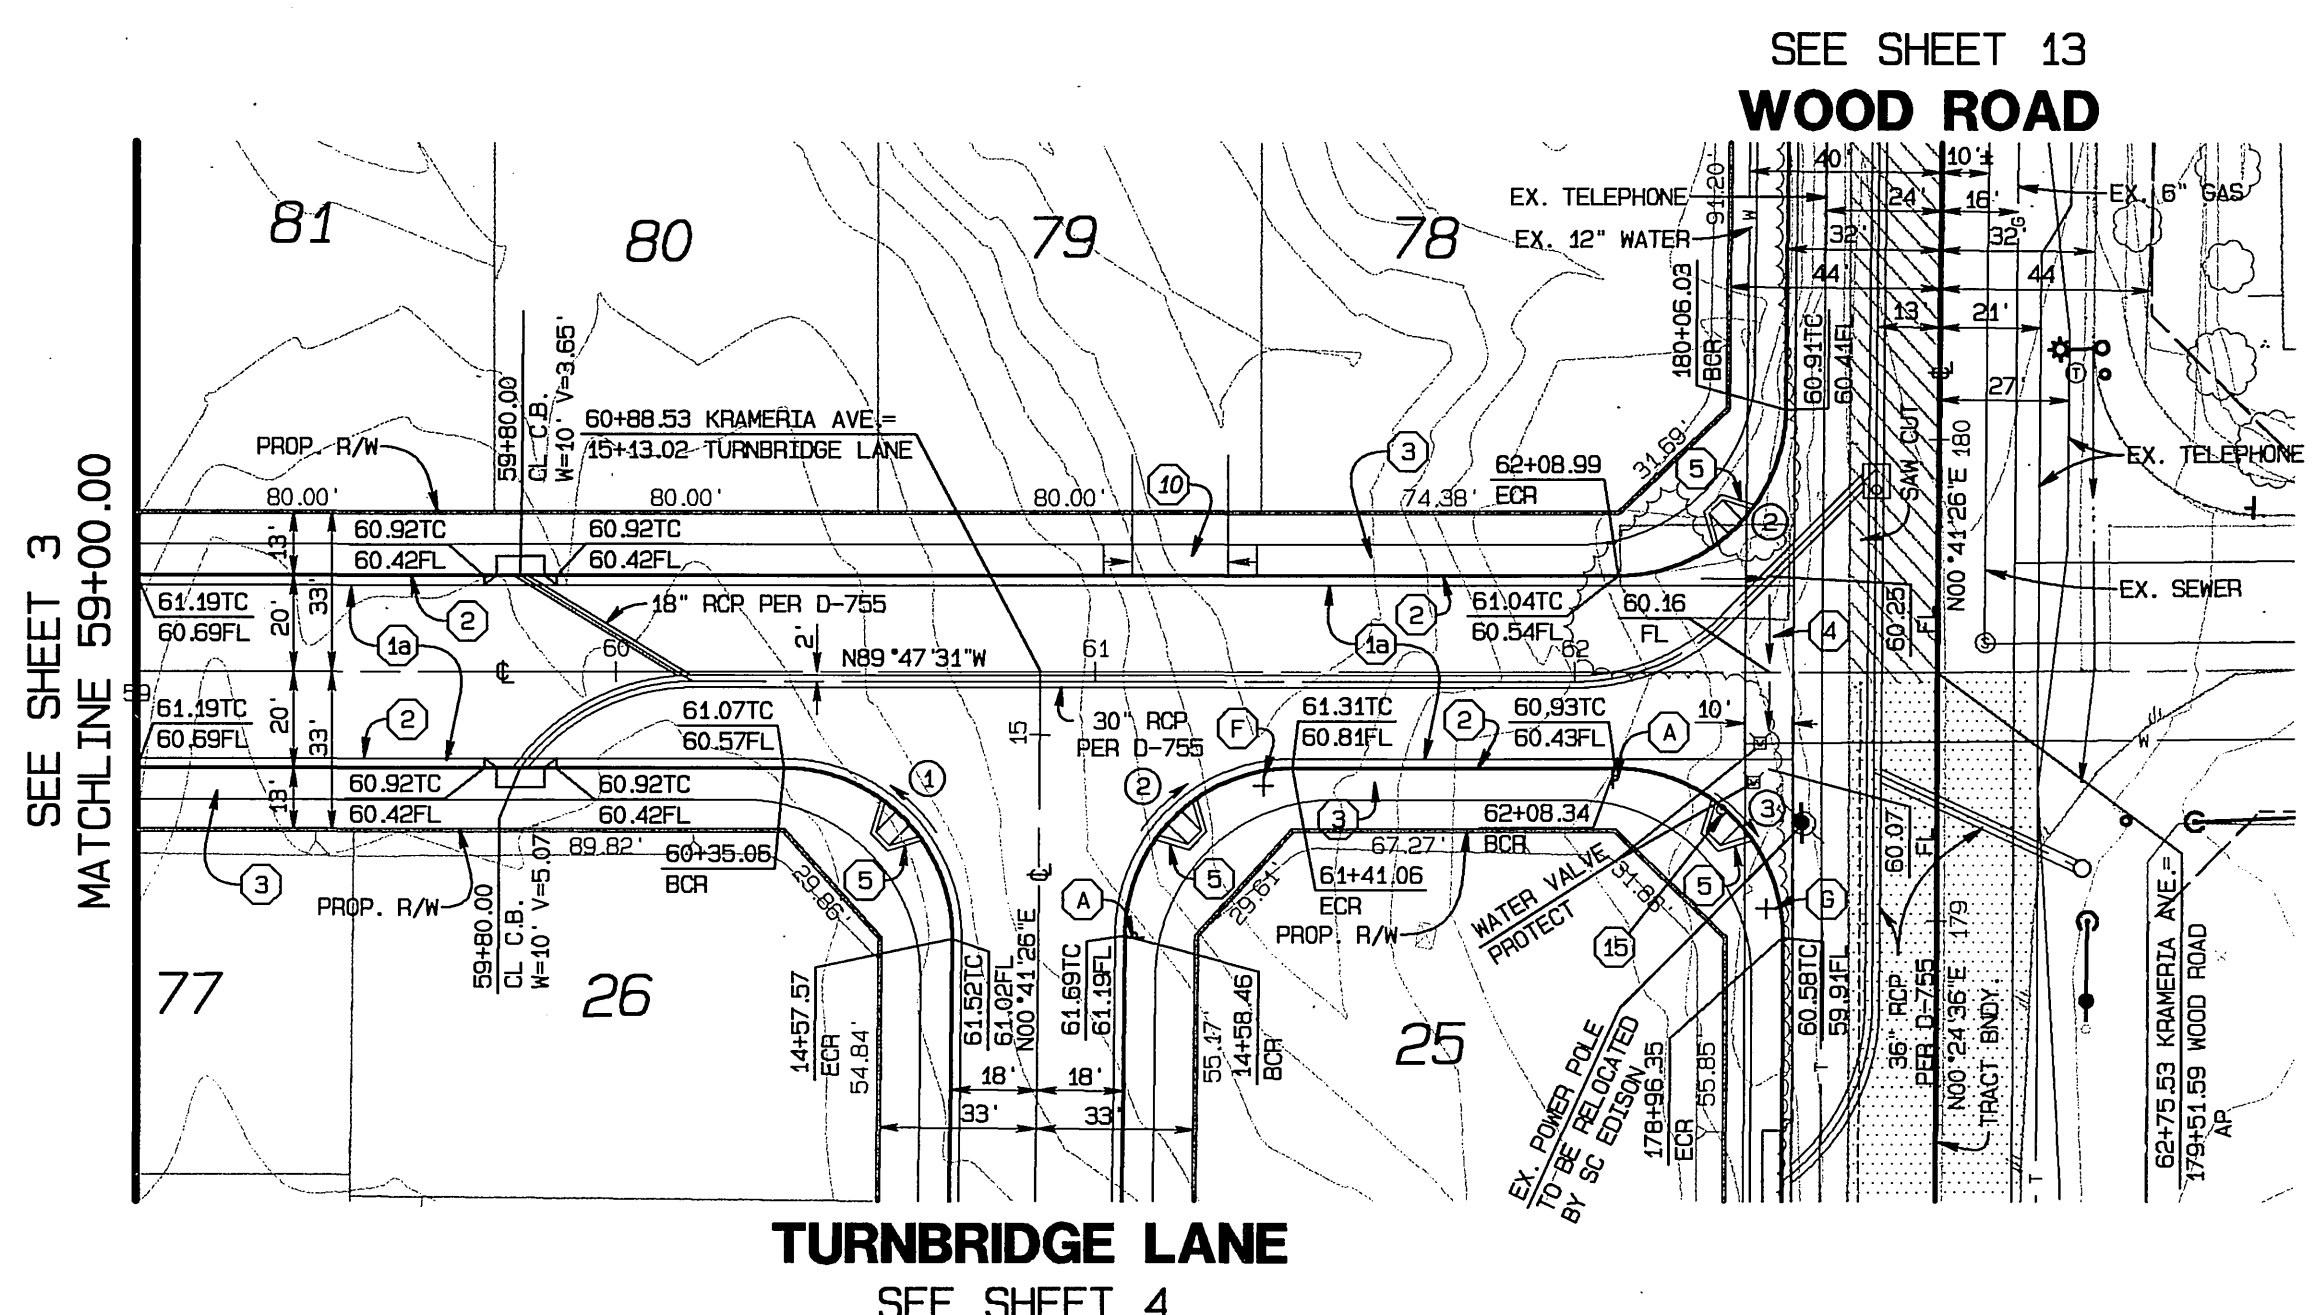 SEE SHEET 13
WOOD ROAD
SEE SHEET 3
MATCHLINE 59+00.00
81
80
79
78
77
26
25
EX. TELEPHONE
EX. 12" WATER
91.20
180+06.03
BCR
W
40'
10'±
24'
16'
32'
32'
44'
44
13'
21'
27'
G
EX. 6" GAS
60.91TC
60.41FL
SAW CUT
180
N00°41'26"E
T
EX. TELEPHONE
EX. SEWER
S
PROP. R/W
59+80.00
CL C.B.
W=10' V=3.65'
60+88.53 KRAMERIA AVE.=
15+13.02 TURNBRIDGE LANE
3
10
62+08.99
ECR
31.69'
5
2
80.00'
80.00'
80.00'
74.38'
13'
33'
20'
60.92TC
60.42FL
60.92TC
60.42FL
61.19TC
60.69FL
2
1a
18" RCP PER D-755
60
2'
N89°47'31"W
61
62
1a
2
61.04TC
60.54FL
60.16
FL
4
60.25
FL
59
61.19TC
60.69FL
20'
33'
13'
2
61.07TC
60.57FL
15
30" RCP
PER D-755
F
61.31TC
60.81FL
2
60.93TC
60.43FL
A
10'
W
60.92TC
60.42FL
60.92TC
60.42FL
1
2
3
62+08.34
BCR
3
60.07
FL
3
PROP. R/W
89.82'
60+35.06
BCR
29.86'
5
A
5
29.61'
67.27'
61+41.06
ECR
PROP. R/W
WATER VALVE
PROTECT
31.66'
5
G
15
59+80.00
CL C.B.
W=10' V=5.07'
14+57.57
ECR
54.84'
61.52TC
61.02FL
N00°41'26"E
61.69TC
61.19FL
55.17'
14+58.46
BCR
18'
18'
33'
33'
EX. POWER POLE
TO BE RELOCATED
BY SC EDISON
178+96.35
ECR
55.85
60.58TC
59.91FL
T
36" RCP
PER D-755
N00°24'36"E
179
TRACT BNDY.
T
62+75.53 KRAMERIA AVE.=
179+51.59 WOOD ROAD
AP
TURNBRIDGE LANE
SEE SHEET 4